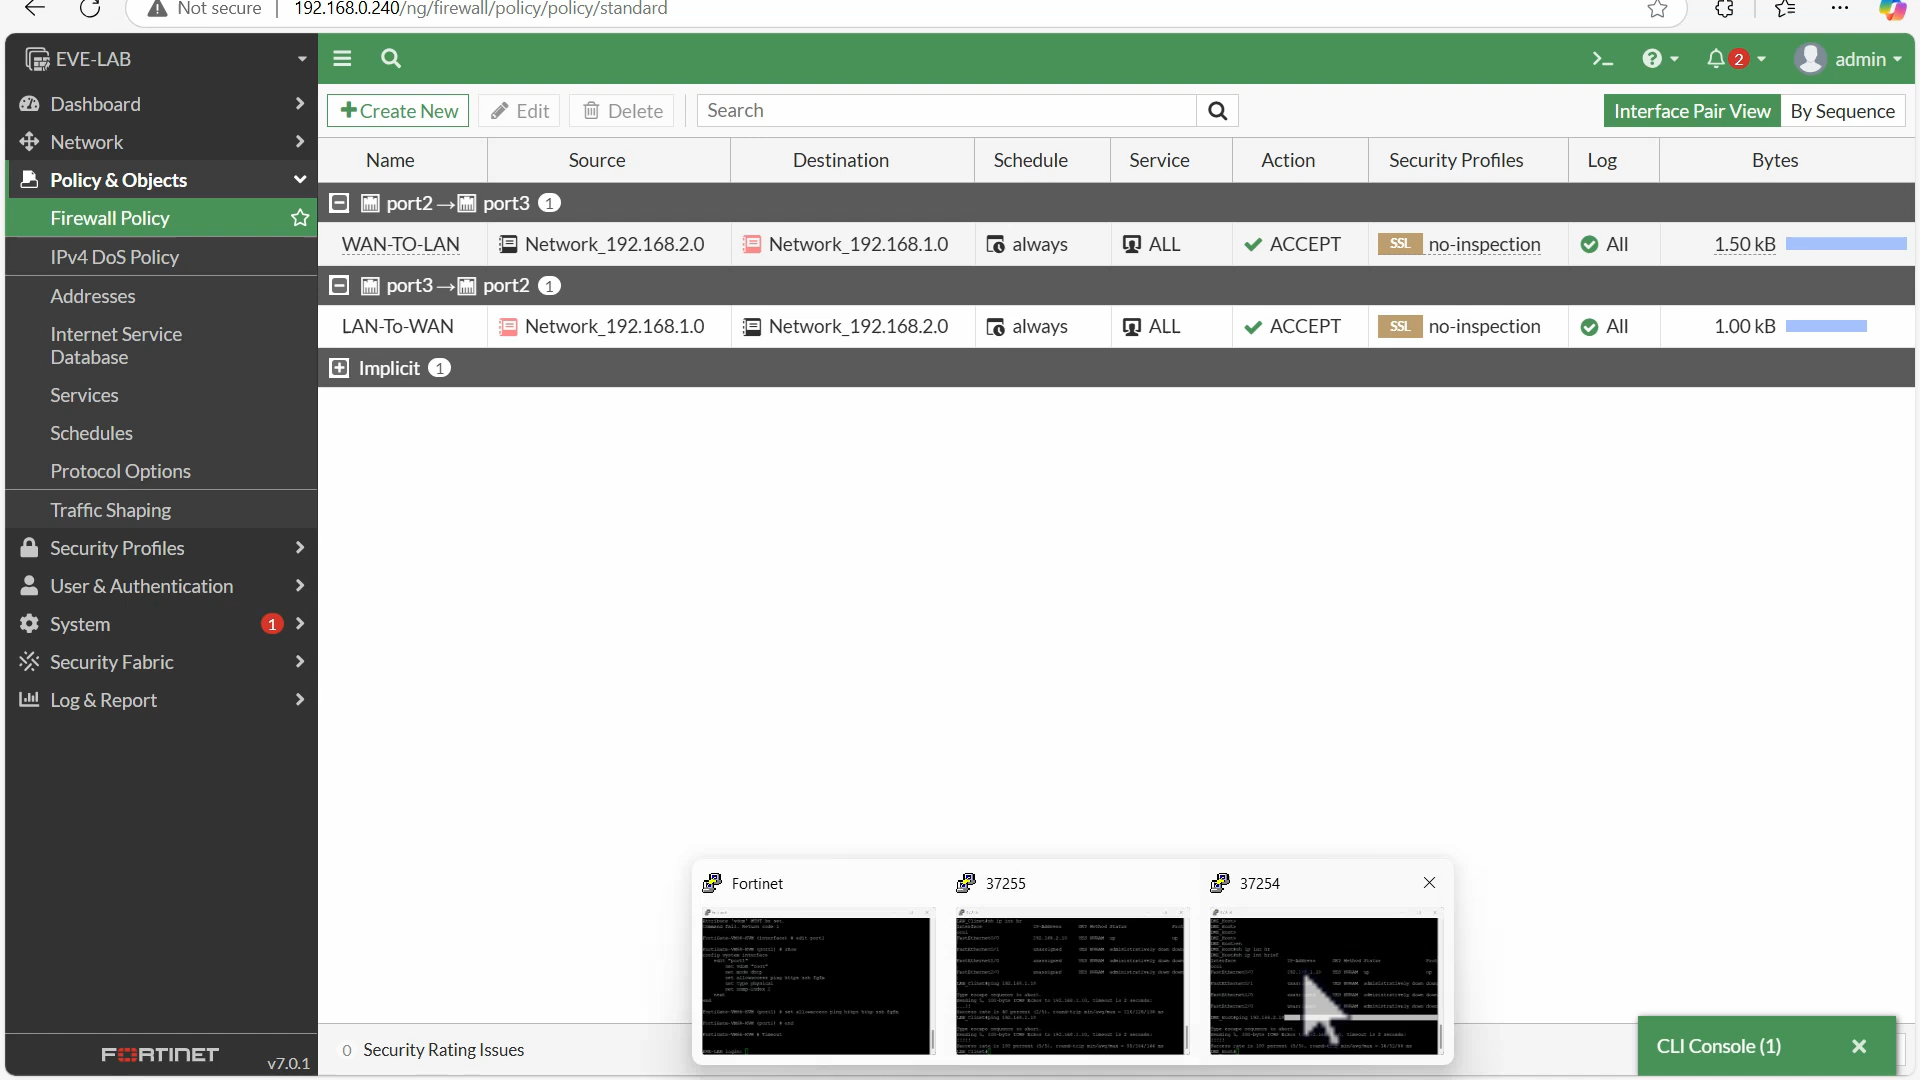 Not secure
192.168.0.240/ng/firewall/policy/policy/standard
EVE-LAB
2
admin
Dashboard
Network
Policy & Objects
Firewall Policy
IPv4 DoS Policy
Addresses
Internet Service
Database
Services
Schedules
Protocol Options
Traffic Shaping
Security Profiles
User & Authentication
System 1
Security Fabric
Log & Report
FORTINET
v7.0.1
Create New
Edit
Delete
Search
Interface Pair View
By Sequence
Name Source Destination Schedule Service Action Security Profiles Log Bytes
port2 → port3 1
WAN-TO-LAN Network_192.168.2.0 Network_192.168.1.0 always ALL ACCEPT SSL no-inspection All 1.50 kB
port3 → port2 1
LAN-To-WAN Network_192.168.1.0 Network_192.168.2.0 always ALL ACCEPT SSL no-inspection All 1.00 kB
Implicit 1
Fortinet
37255
37254
0 Security Rating Issues
CLI Console (1)